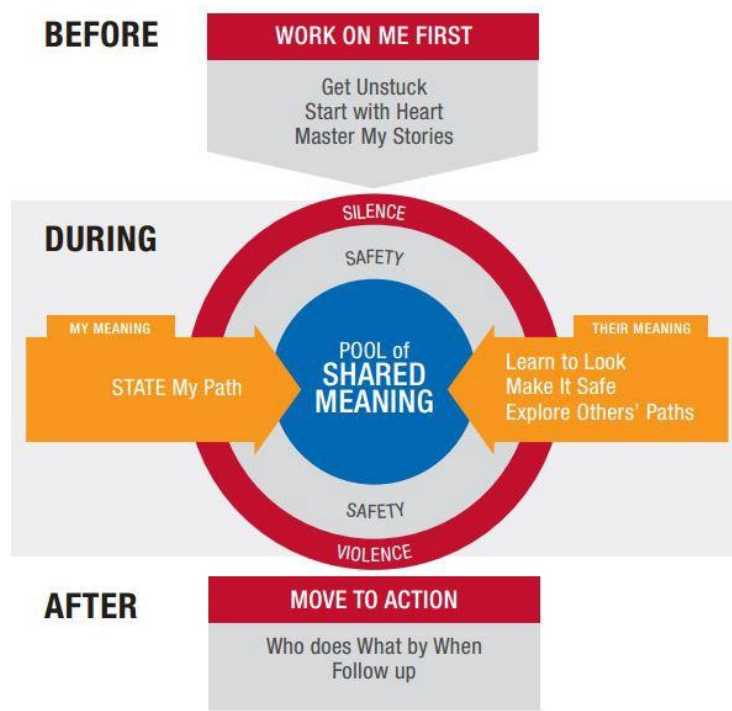 BEFORE
WORK ON ME FIRST
Get Unstuck
Start with Heart
Master My Stories
DURING
SILENCE
SAFETY
MY MEANING
STATE My Path
POOL of
SHARED
MEANING
THEIR MEANING
Learn to Look
Make It Safe
Explore Others' Paths
SAFETY
VIOLENCE
AFTER
MOVE TO ACTION
Who does What by When
Follow up